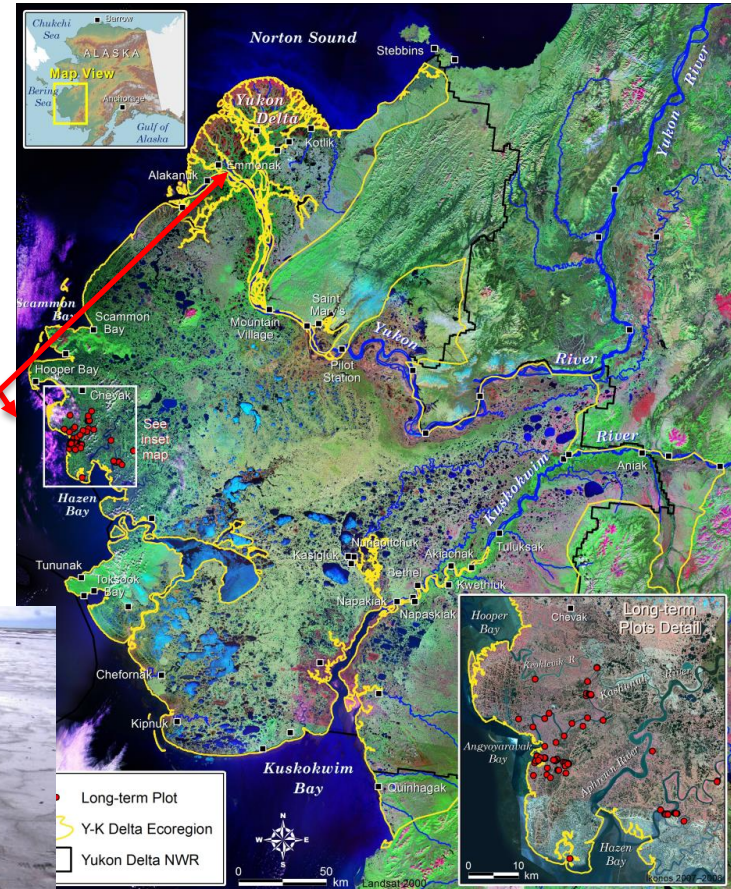 Chukchi
Sea
Barrow
ALASKA
Map View
Bering
Sea
Anchorage
Gulf of
Alaska
Norton Sound
Stebbins
Yukon
River
Yukon
Delta
Kotlik
Emmonak
Alakanuk
Scammon
Bay
Scammon
Bay
Mountain
Village
Saint
Mary's
Yukon
River
Pilot
Station
Hooper Bay
Chevak
See
inset
map
Hazen
Bay
River
Aniak
Kuskokwim
Tuluksak
Nunapitchuk
Kasigluk
Akiachak
Bethel
Kwethluk
Napakiak
Napaskiak
Tununak
Toksook
Bay
Chefornak
Kipnuk
Kuskokwim
Bay
Quinhagak
Long-term Plot
Y-K Delta Ecoregion
Yukon Delta NWR
N
W
E
S
0
50
km
Landsat 2000
Long-term
Plots Detail
Hooper
Bay
Chevak
Keoklevik R.
Kashunuk River
Angyoyaravak
Bay
Aphrewn River
Hazen
Bay
0
10
km